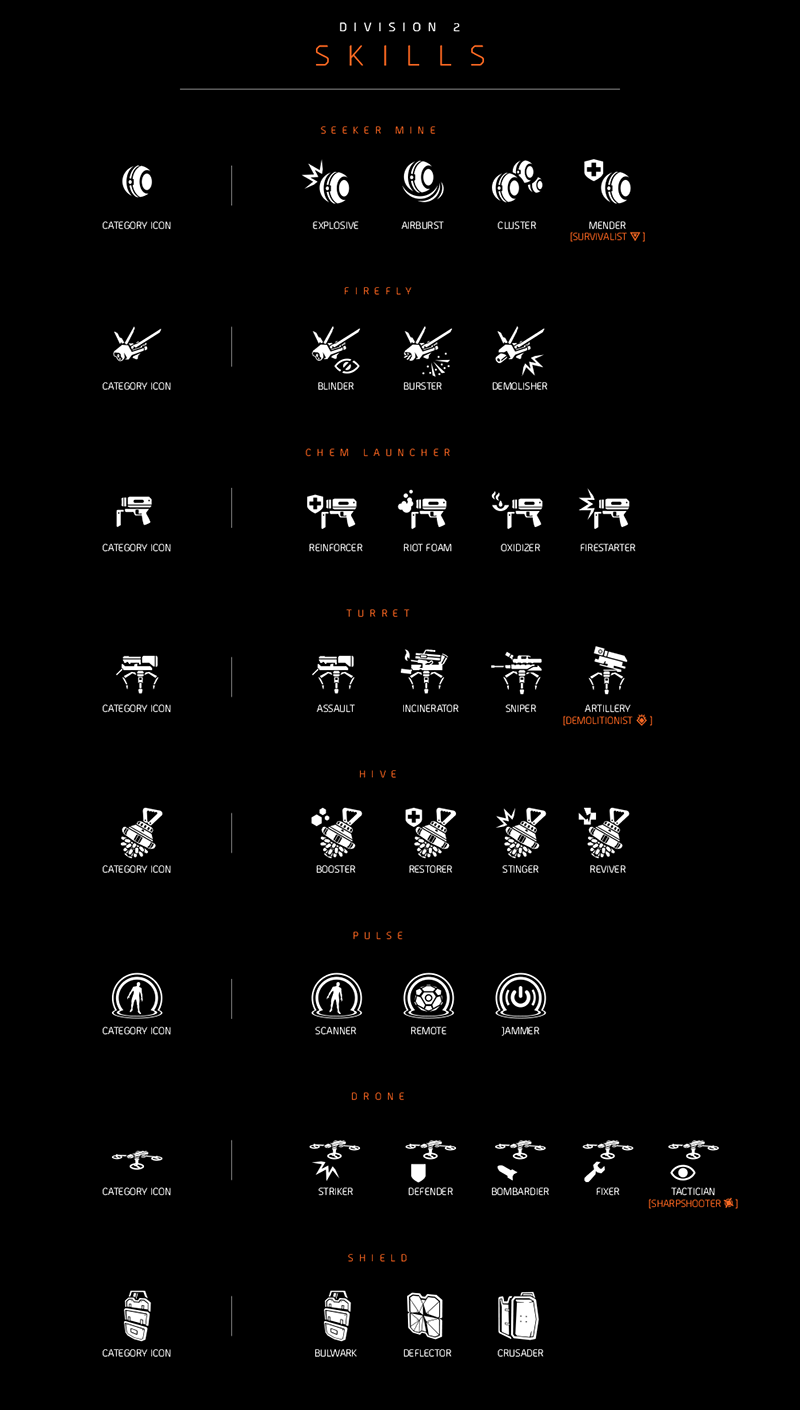 DIVISION 2
SKILLS
SEEKER MINE
CATEGORY ICON
EXPLOSIVE
AIRBURST
CLUSTER
MENDER
[SURVIVALIST ]
FIREFLY
CATEGORY ICON
BLINDER
BURSTER
DEMOLISHER
CHEM LAUNCHER
CATEGORY ICON
REINFORCER
RIOT FOAM
OXIDIZER
FIRESTARTER
TURRET
CATEGORY ICON
ASSAULT
INCINERATOR
SNIPER
ARTILLERY
[DEMOLITIONIST ]
HIVE
CATEGORY ICON
BOOSTER
RESTORER
STINGER
REVIVER
PULSE
CATEGORY ICON
SCANNER
REMOTE
JAMMER
DRONE
CATEGORY ICON
STRIKER
DEFENDER
BOMBARDIER
FIXER
TACTICIAN
[SHARPSHOOTER ]
SHIELD
CATEGORY ICON
BULWARK
DEFLECTOR
CRUSADER